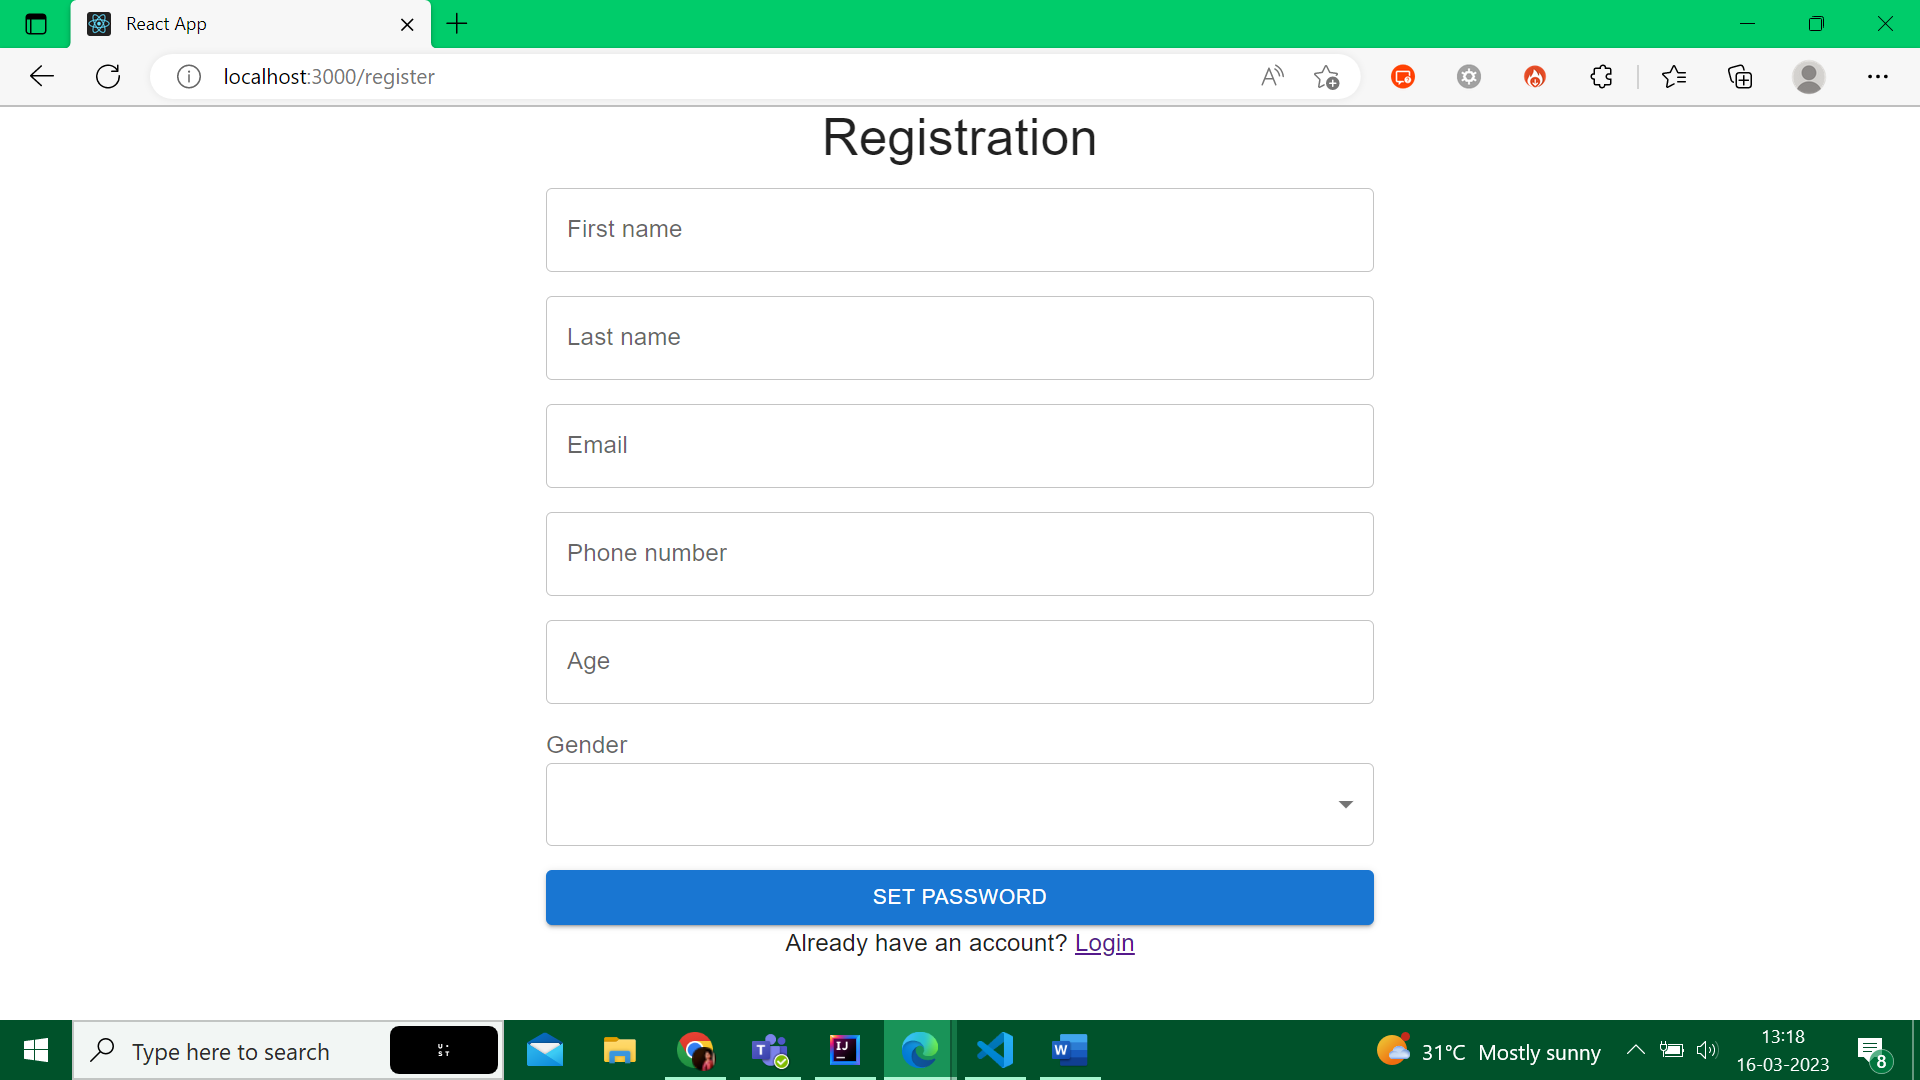 React App
localhost:3000/register
Registration
First name
Last name
Email
Phone number
Age
Gender
SET PASSWORD
Already have an account? Login
Type here to search
U ST
31°C Mostly sunny
13:18
16-03-2023
8